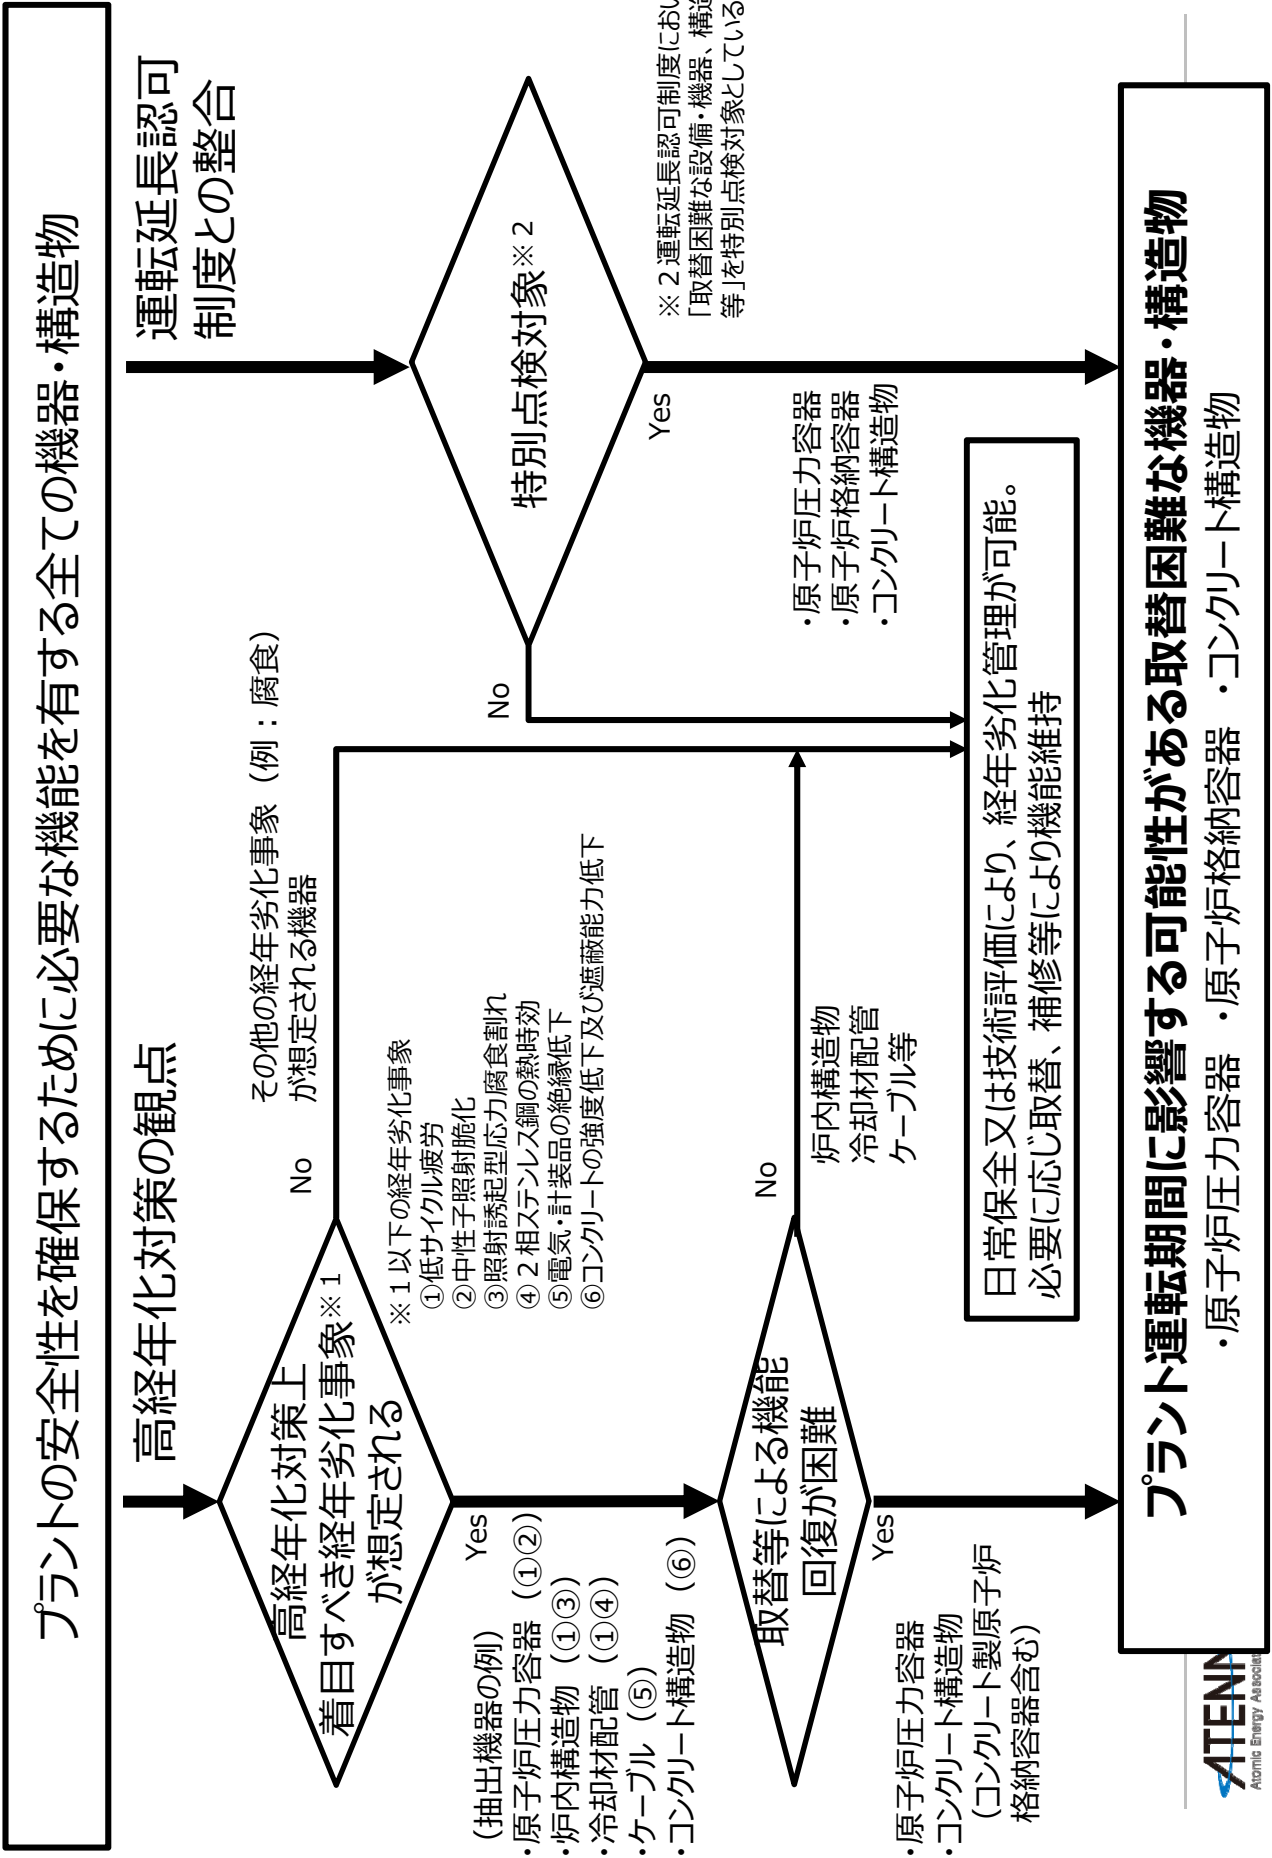 プラントの安全性を確保するために必要な機能を有する全ての機器・構造物
高経年化対策の観点
運転延長認可
制度との整合
高経年化対策上
着目すべき経年劣化事象※1
が想定される
No
その他の経年劣化事象（例：腐食）
が想定される機器
※1以下の経年劣化事象
①低サイクル疲労
②中性子照射脆化
③照射誘起型応力腐食割れ
④2相ステンレス鋼の熱時効
⑤電気・計装品の絶縁低下
⑥コンクリートの強度低下及び遮蔽能力低下
Yes
（抽出機器の例）
・原子炉圧力容器（①②）
・炉内構造物（①③）
・冷却材配管（①④）
・ケーブル（⑤）
・コンクリート構造物（⑥）
取替等による機能
回復が困難
No
炉内構造物
冷却材配管
ケーブル等
Yes
・原子炉圧力容器
・コンクリート構造物
（コンクリート製原子炉
格納容器含む）
特別点検対象※2
No
Yes
※2運転延長認可制度におい
「取替困難な設備・機器、構造
等」を特別点検対象としている
・原子炉圧力容器
・原子炉格納容器
・コンクリート構造物
日常保全又は技術評価により、経年劣化管理が可能。
必要に応じ取替、補修等により機能維持
プラント運転期間に影響する可能性がある取替困難な機器・構造物
・原子炉圧力容器 ・原子炉格納容器 ・コンクリート構造物
ATENA
Atomic Energy Associat